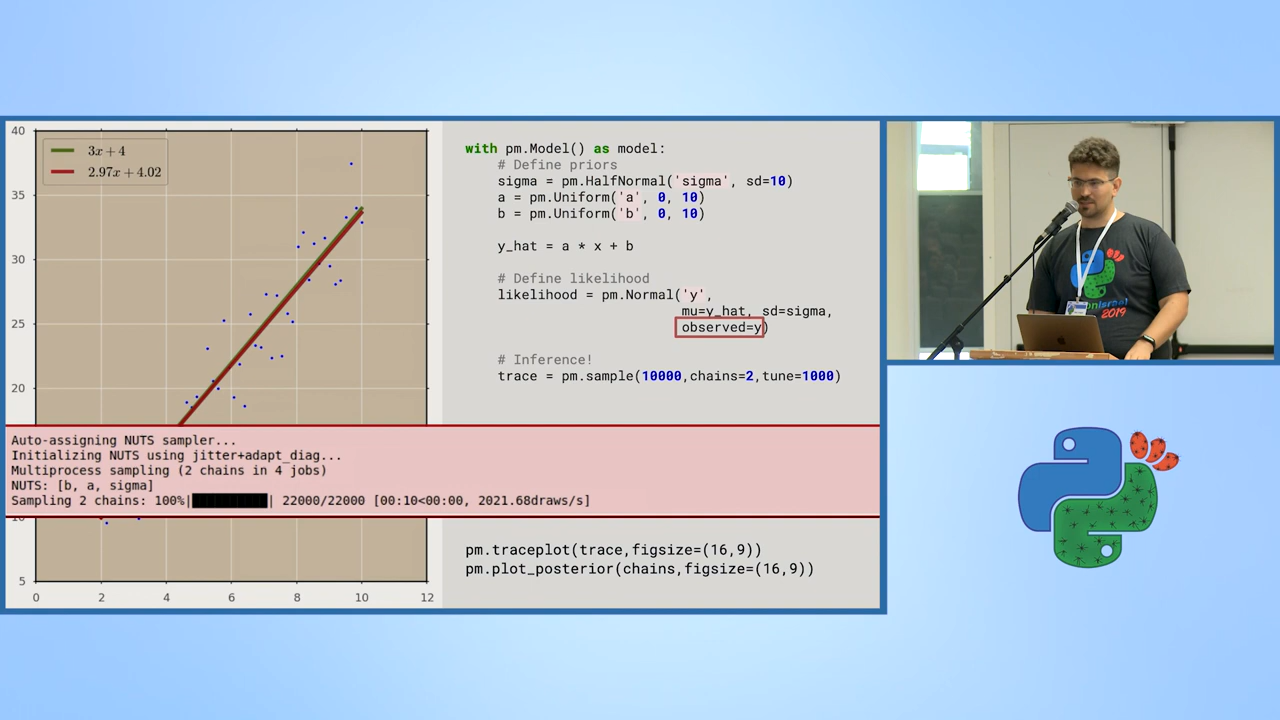 40
35
30
25
20
10
5
0
2
4
6
8
10
12
3x + 4
2.97x + 4.02
with pm.Model() as model:
# Define priors
sigma = pm.HalfNormal('sigma', sd=10)
a = pm.Uniform('a', 0, 10)
b = pm.Uniform('b', 0, 10)
y_hat = a * x + b
# Define likelihood
likelihood = pm.Normal('y',
mu=y_hat, sd=sigma,
observed=y)
# Inference!
trace = pm.sample(10000,chains=2,tune=1000)
Auto-assigning NUTS sampler...
Initializing NUTS using jitter+adapt_diag...
Multiprocess sampling (2 chains in 4 jobs)
NUTS: [b, a, sigma]
Sampling 2 chains: 100%|██████████| 22000/22000 [00:10<00:00, 2021.68draws/s]
pm.traceplot(trace,figsize=(16,9))
pm.plot_posterior(chains,figsize=(16,9))
2019